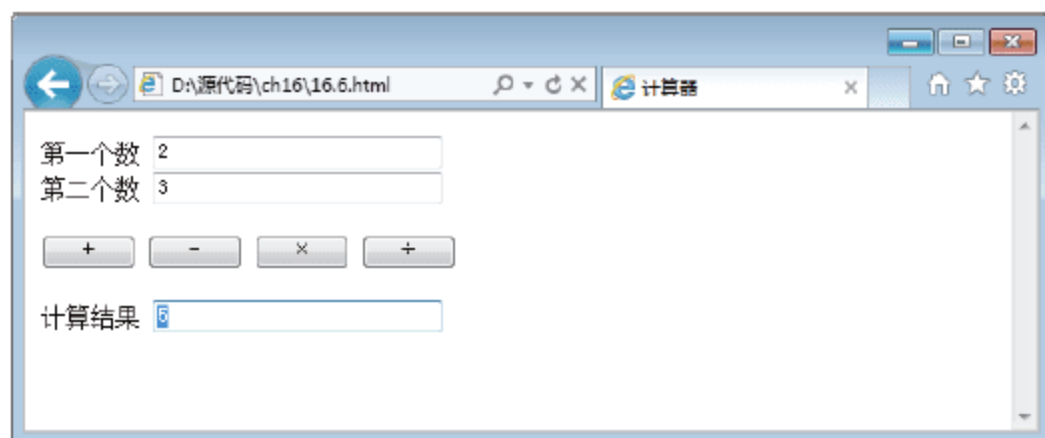 D:\源代码\ch16\16.6.html
计算器
第一个数 2
第二个数 3
+ - × ÷
计算结果 5